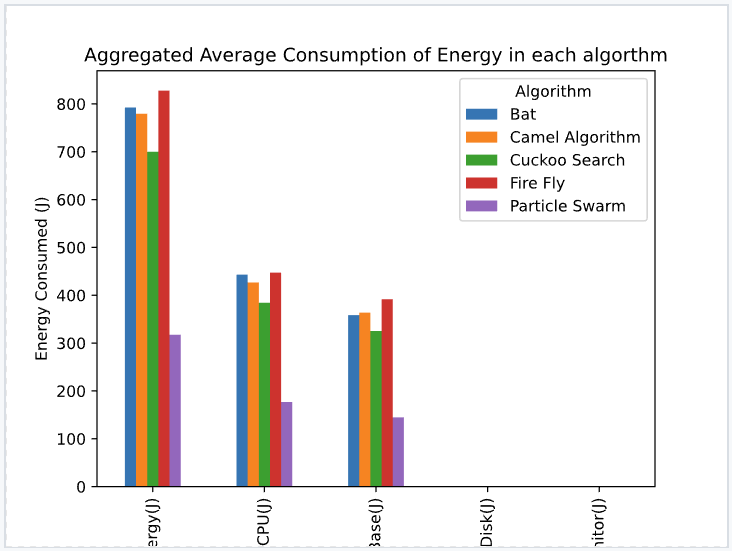 Aggregated Average Consumption of Energy in each algorthm
Algorithm
Bat
Camel Algorithm
Cuckoo Search
Fire Fly
Particle Swarm
Energy Consumed (J)
800
700
600
500
400
300
200
100
0
ergy(J)
CPU(J)
Base(J)
Disk(J)
nitor(J)